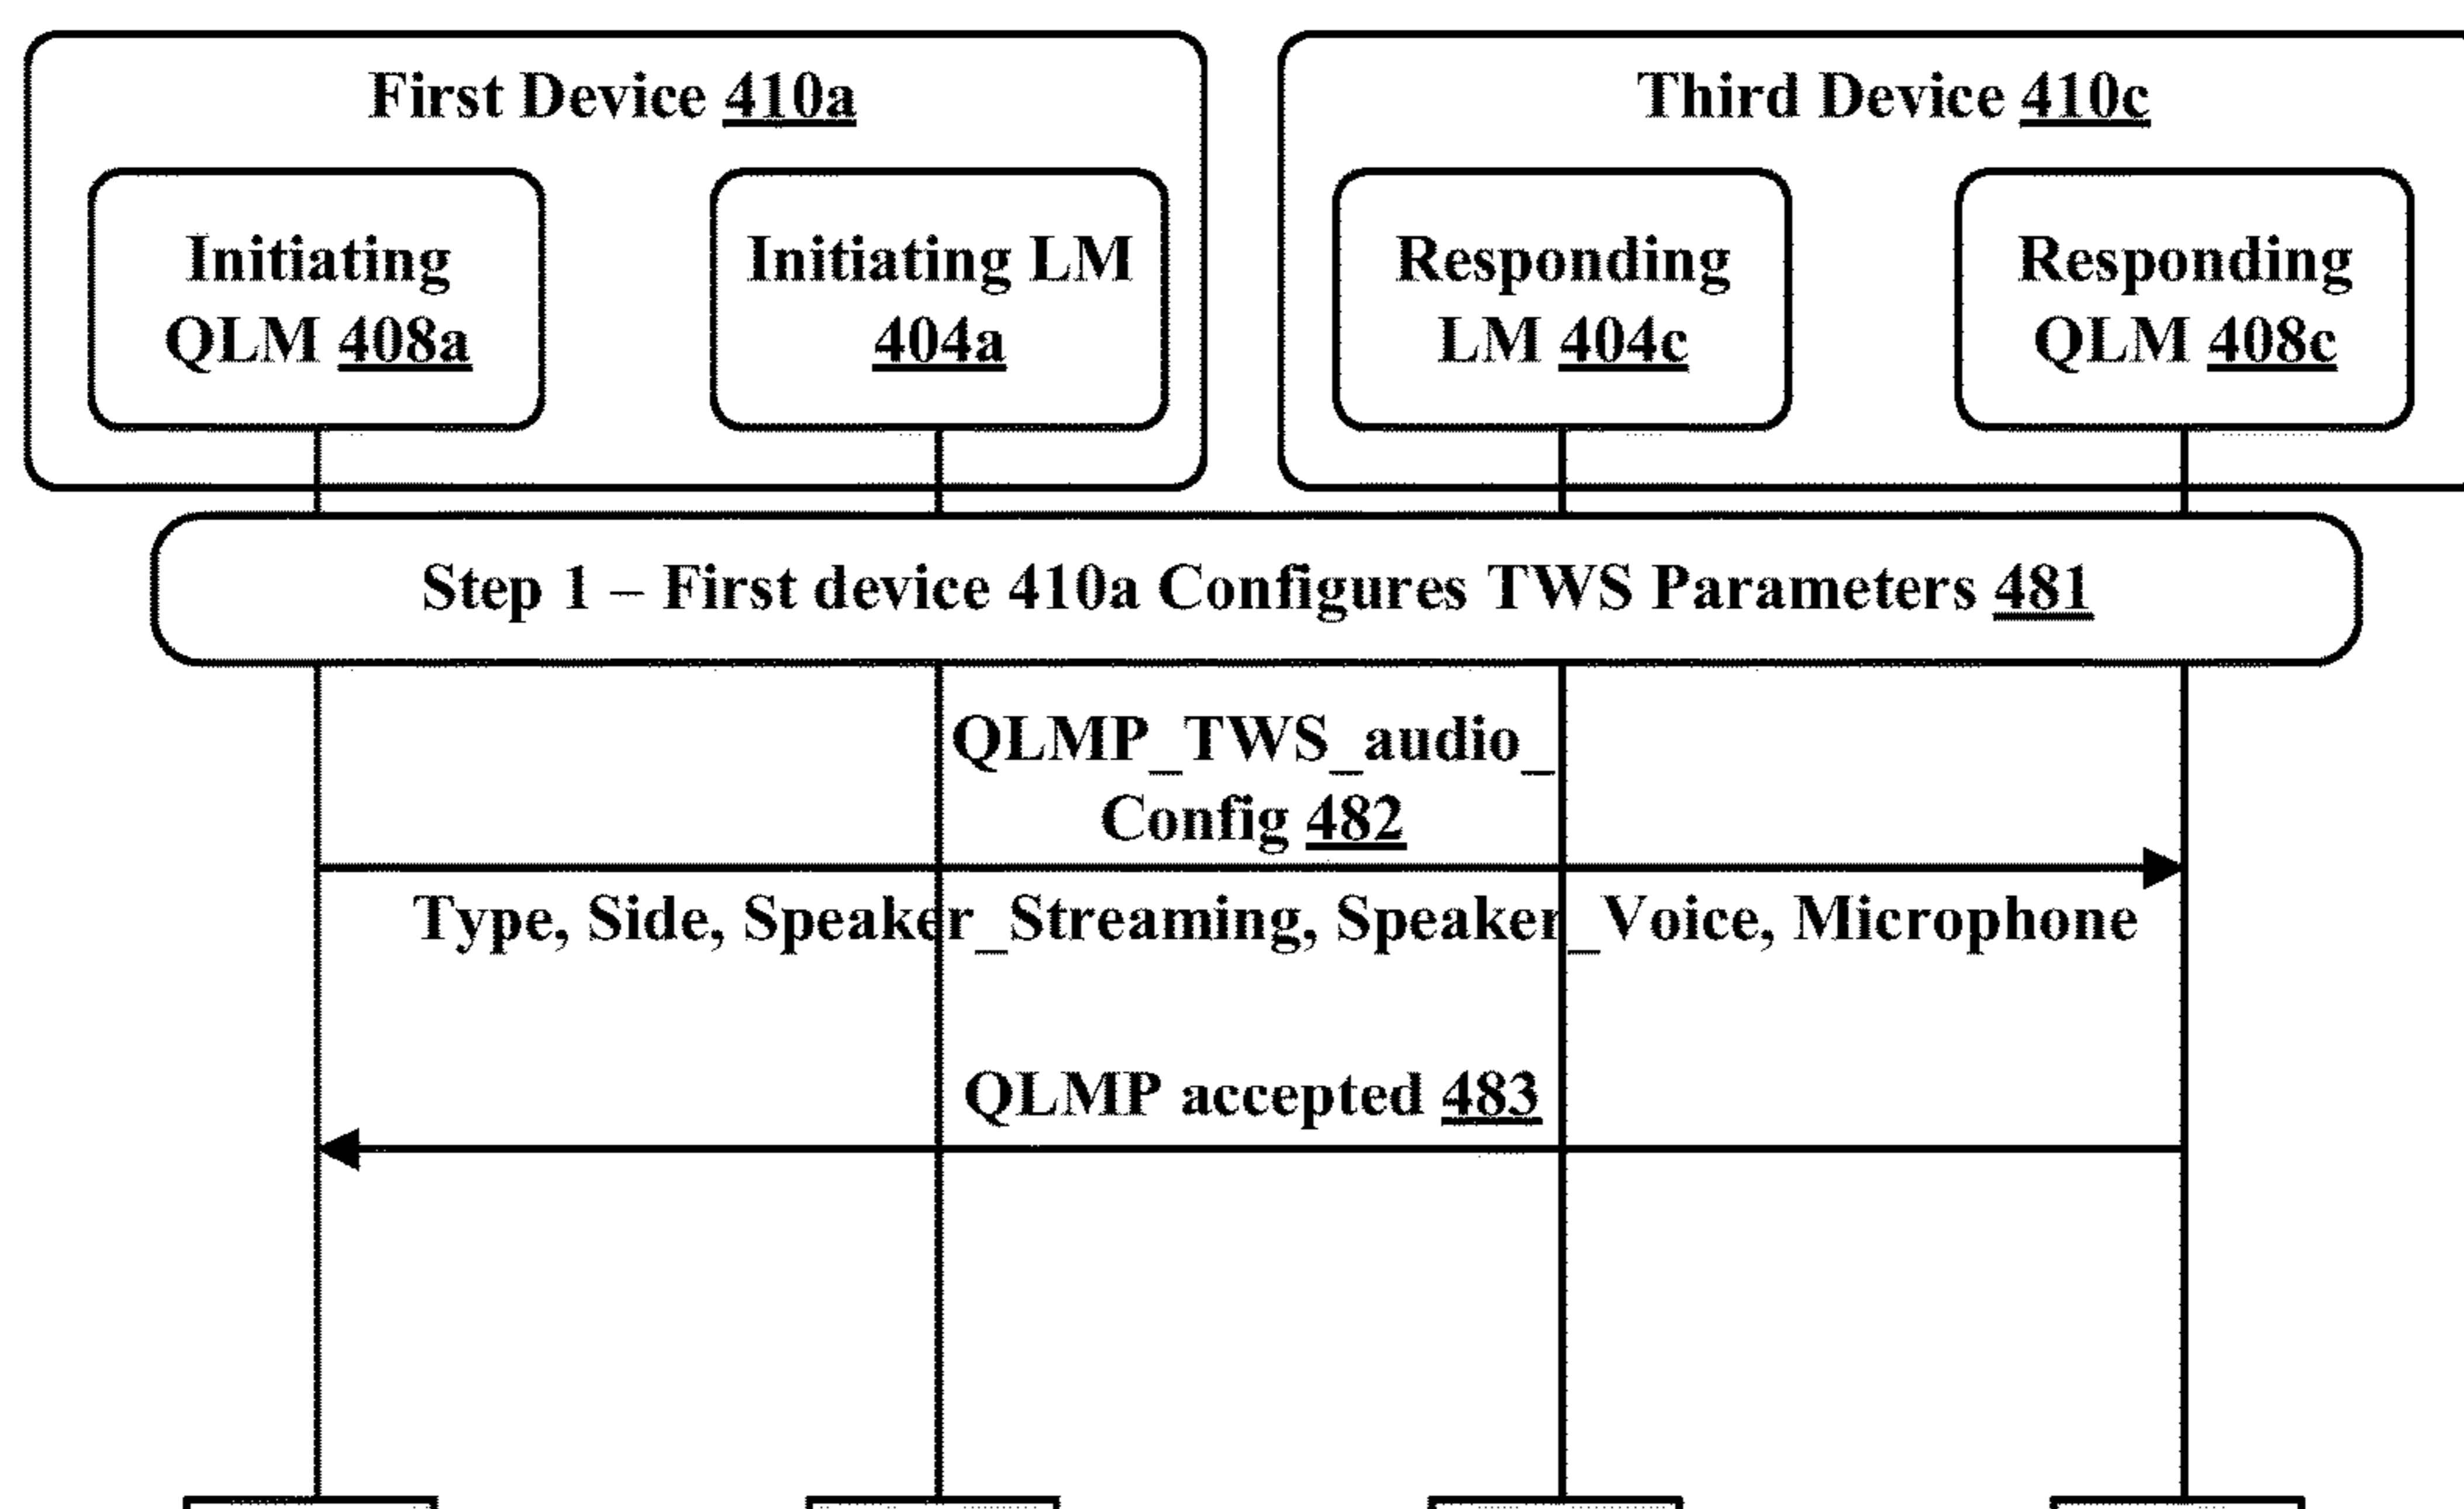 First Device 410a
Third Device 410c
Initiating
QLM 408a
Initiating LM
404a
Responding
LM 404c
Responding
QLM 408c
Step 1 – First device 410a Configures TWS Parameters 481
QLMP_TWS_audio_
Config 482
Type, Side, Speaker_Streaming, Speaker_Voice, Microphone
QLMP accepted 483